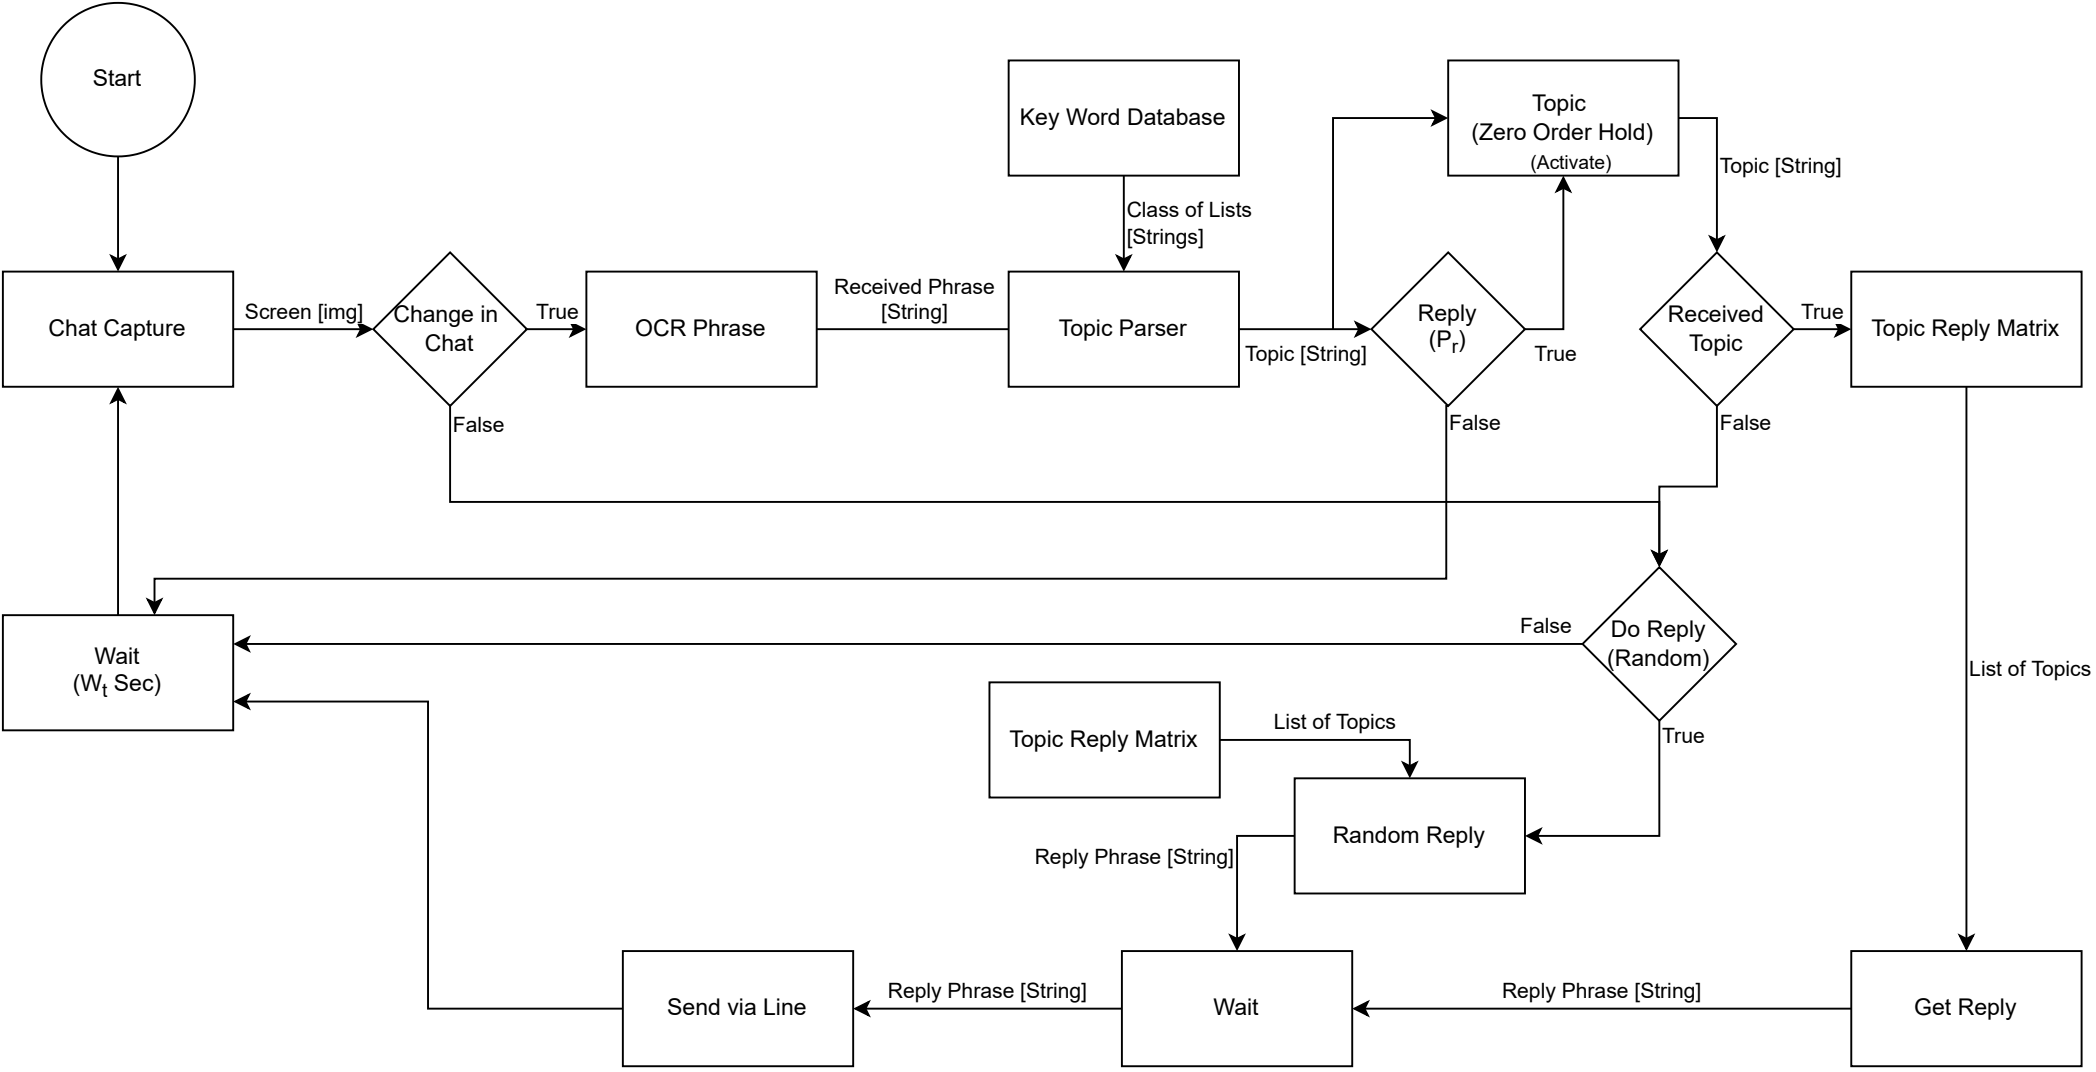 Start
Key Word Database
Topic
(Zero Order Hold)
(Activate)
Topic [String]
Class of Lists
[Strings]
Chat Capture
Screen [img]
Change in
Chat
True
OCR Phrase
Received Phrase
[String]
Topic Parser
Topic [String]
Reply
(Pr)
True
Received
Topic
True
Topic Reply Matrix
False
False
False
Wait
(Wt Sec)
False
Do Reply
(Random)
List of Topics
Topic Reply Matrix
List of Topics
True
Random Reply
Reply Phrase [String]
Send via Line
Reply Phrase [String]
Wait
Reply Phrase [String]
Get Reply